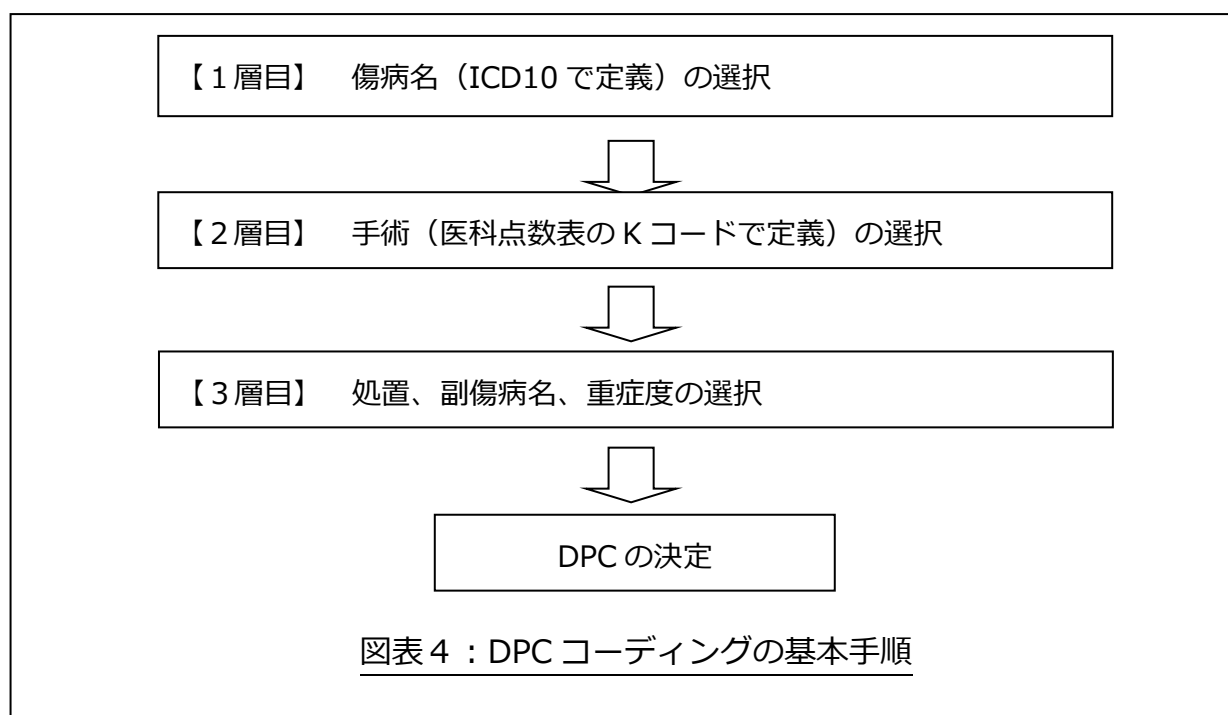 【１層目】　傷病名（ICD10 で定義）の選択
【２層目】　手術（医科点数表の K コードで定義）の選択
【３層目】　処置、副傷病名、重症度の選択
DPC の決定
図表４：DPC コーディングの基本手順